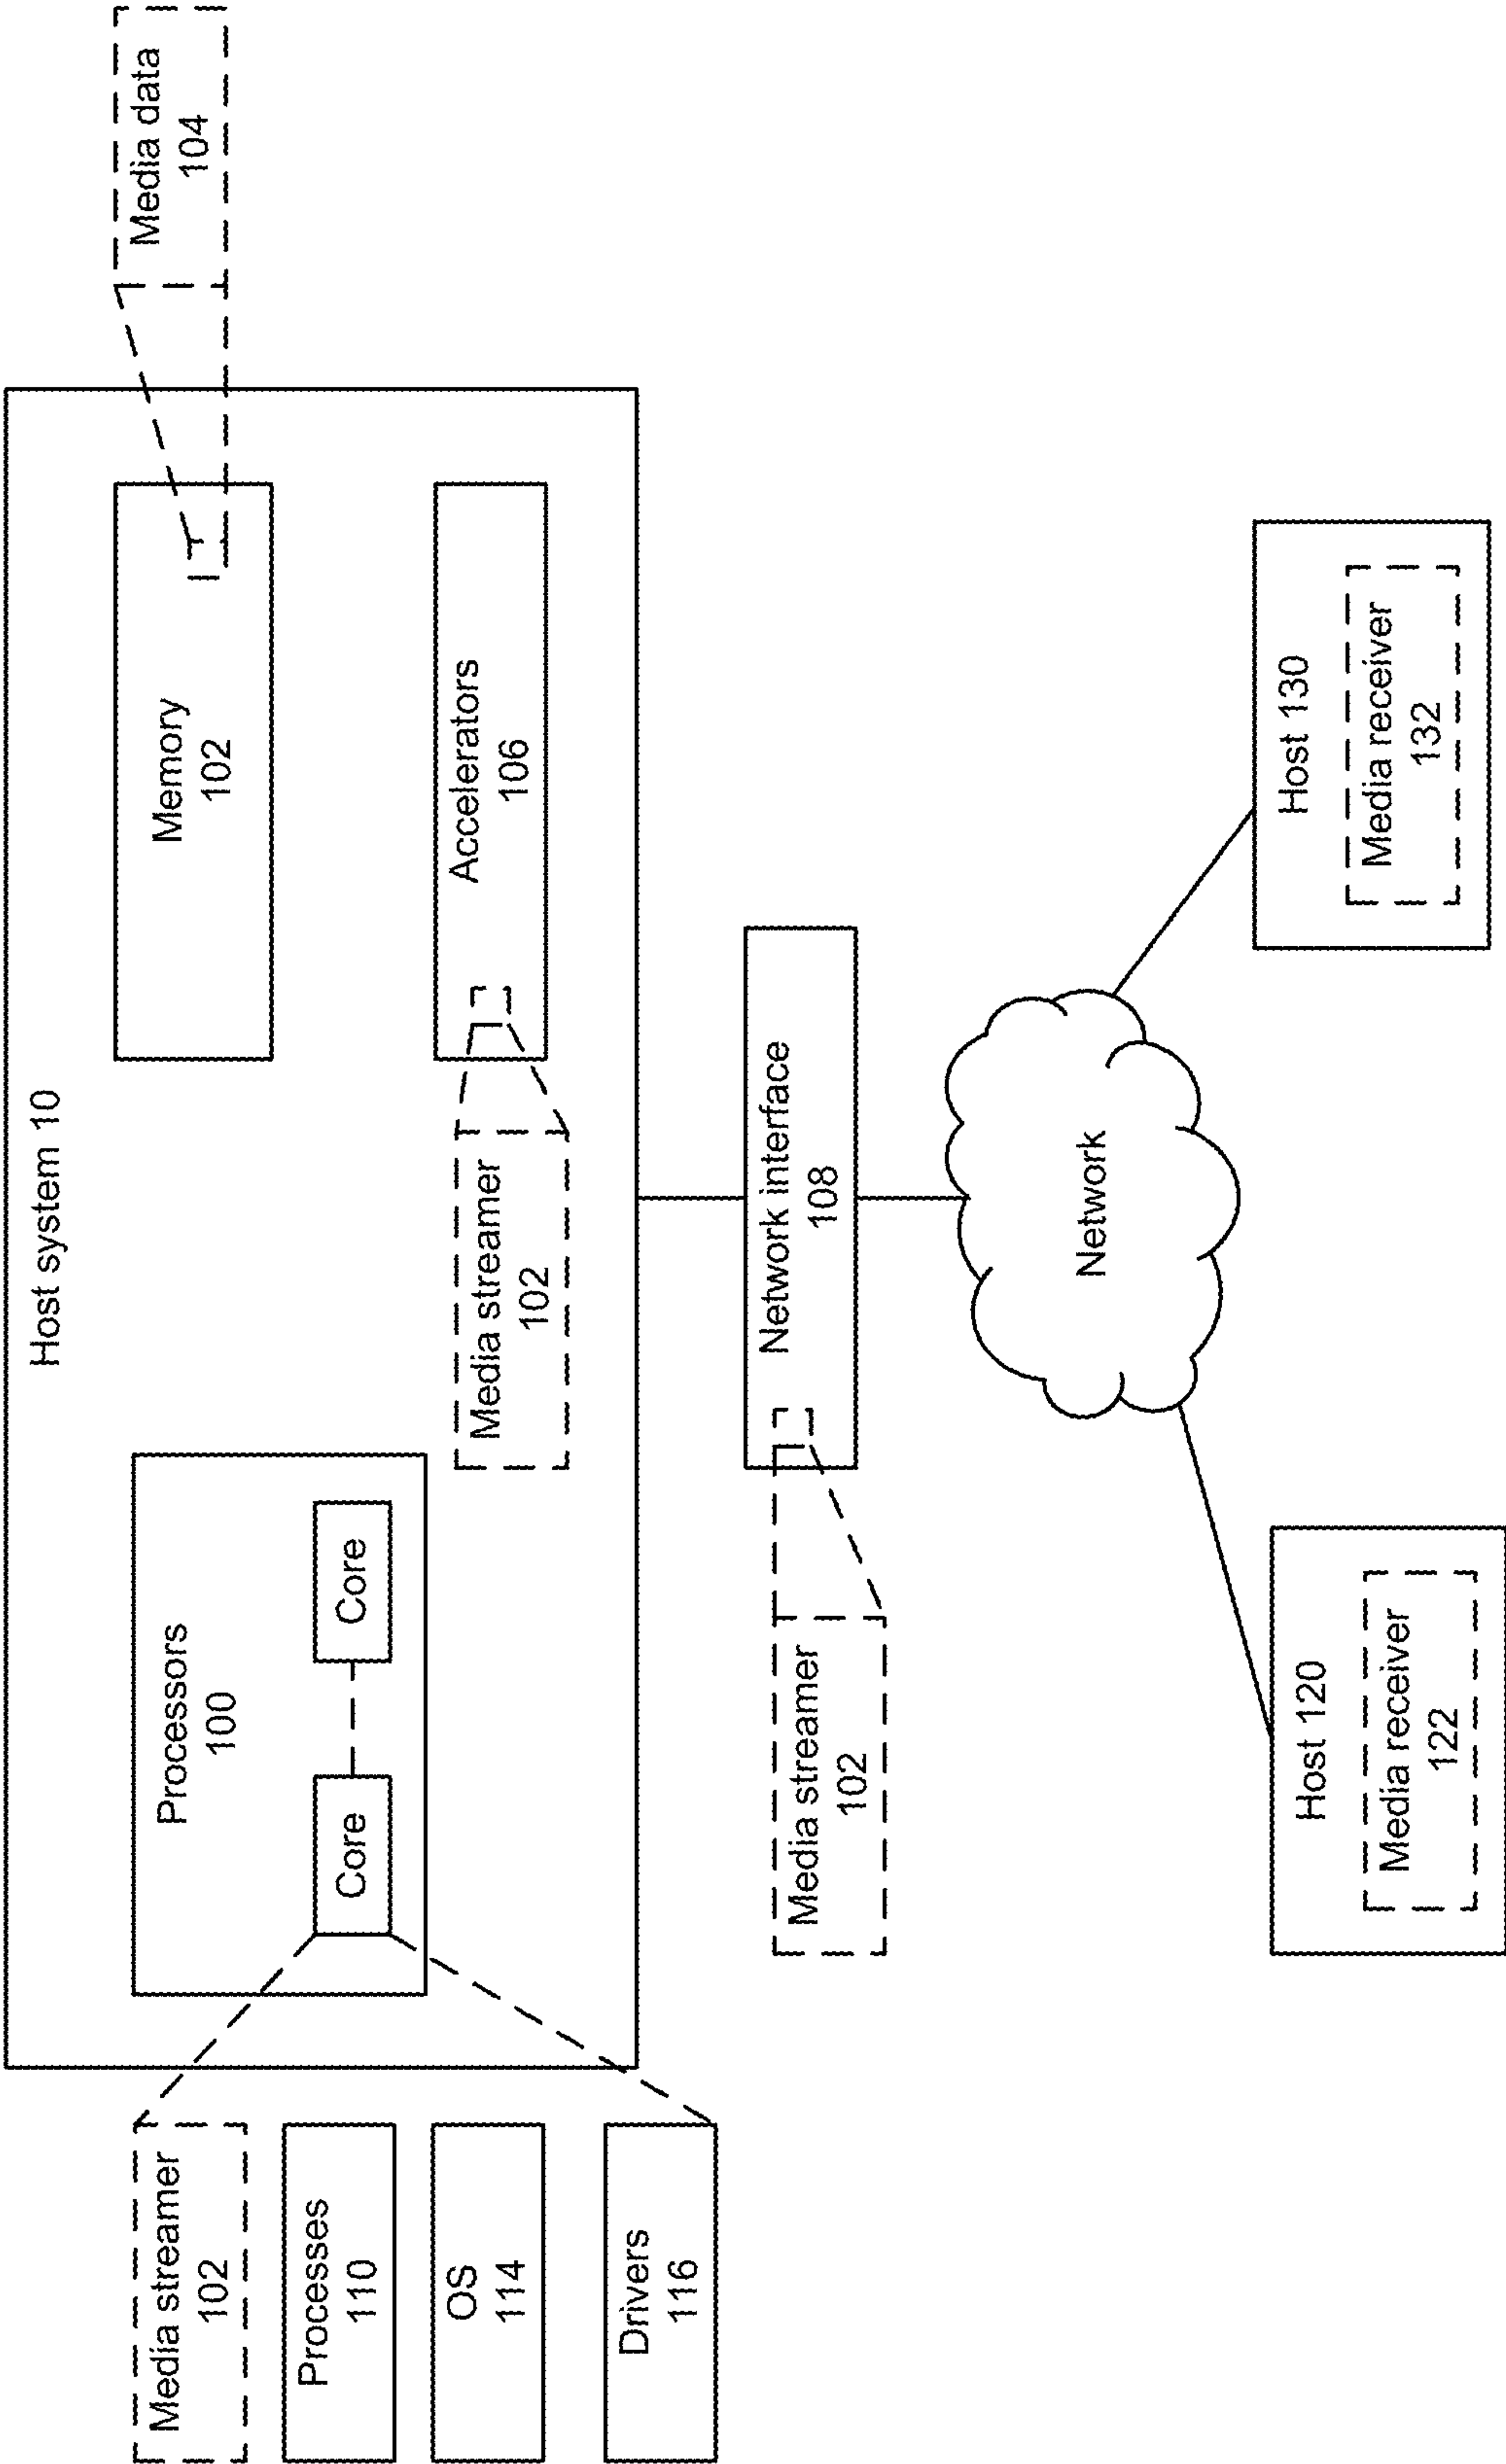 Host system 10
Processors
100
Core
Core
Memory
102
Media data
104
Accelerators
106
Media streamer
102
Media streamer
102
Processes
110
OS
114
Drivers
116
Network interface
108
Media streamer
102
Network
Host 120
Media receiver
122
Host 130
Media receiver
132